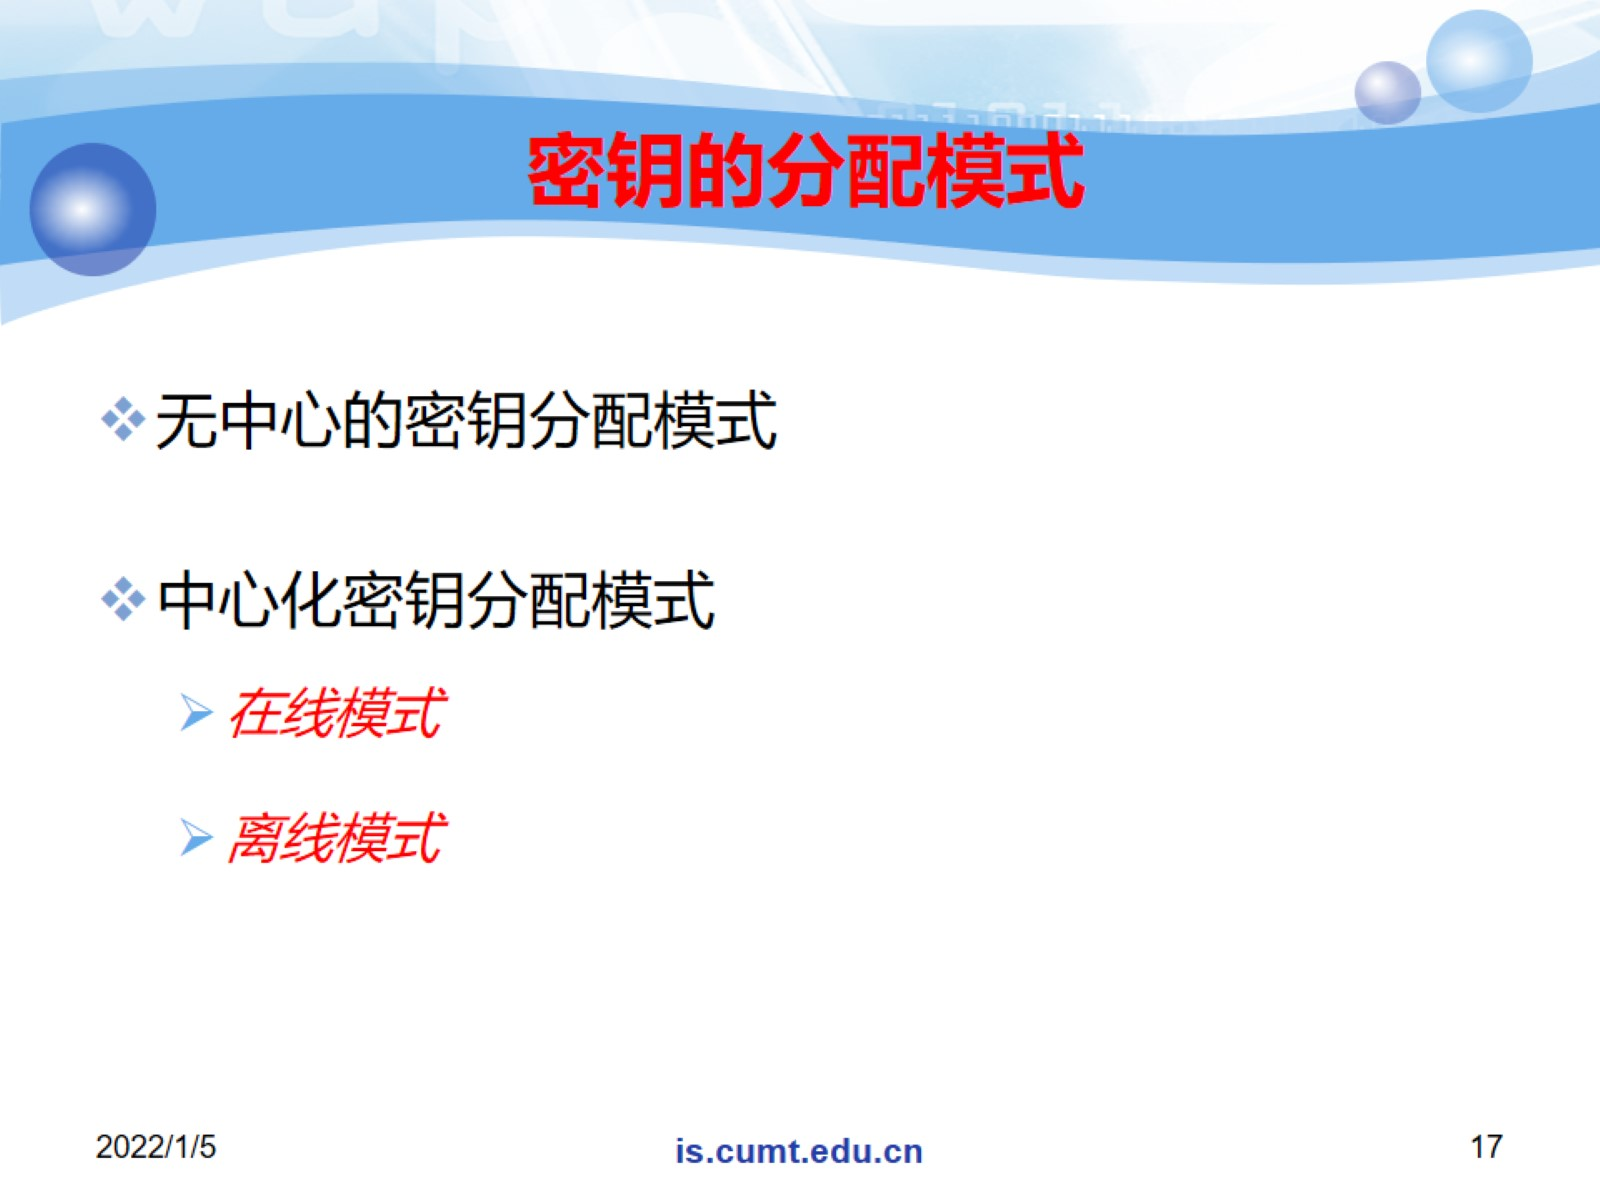 密钥的分配模式
无中心的密钥分配模式
中心化密钥分配模式
在线模式
离线模式
2022/1/5
is.cumt.edu.cn
17